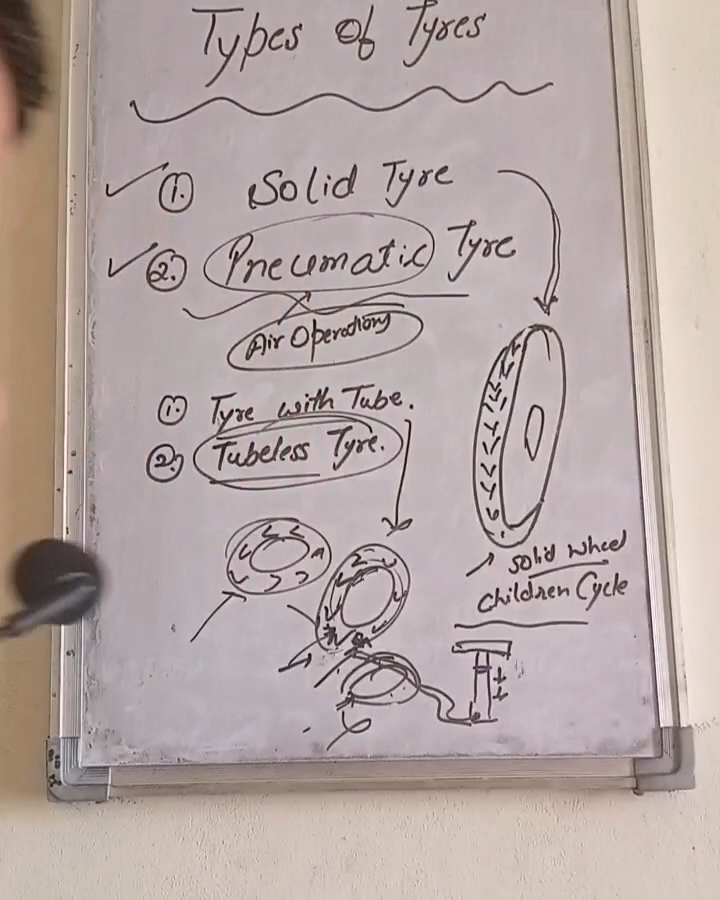 Types of Tyres
1. Solid Tyre
2. Pneumatic Tyre
Air Operations
1. Tyre with Tube.
2. Tubeless Tyre.
solid wheel
children Cycle